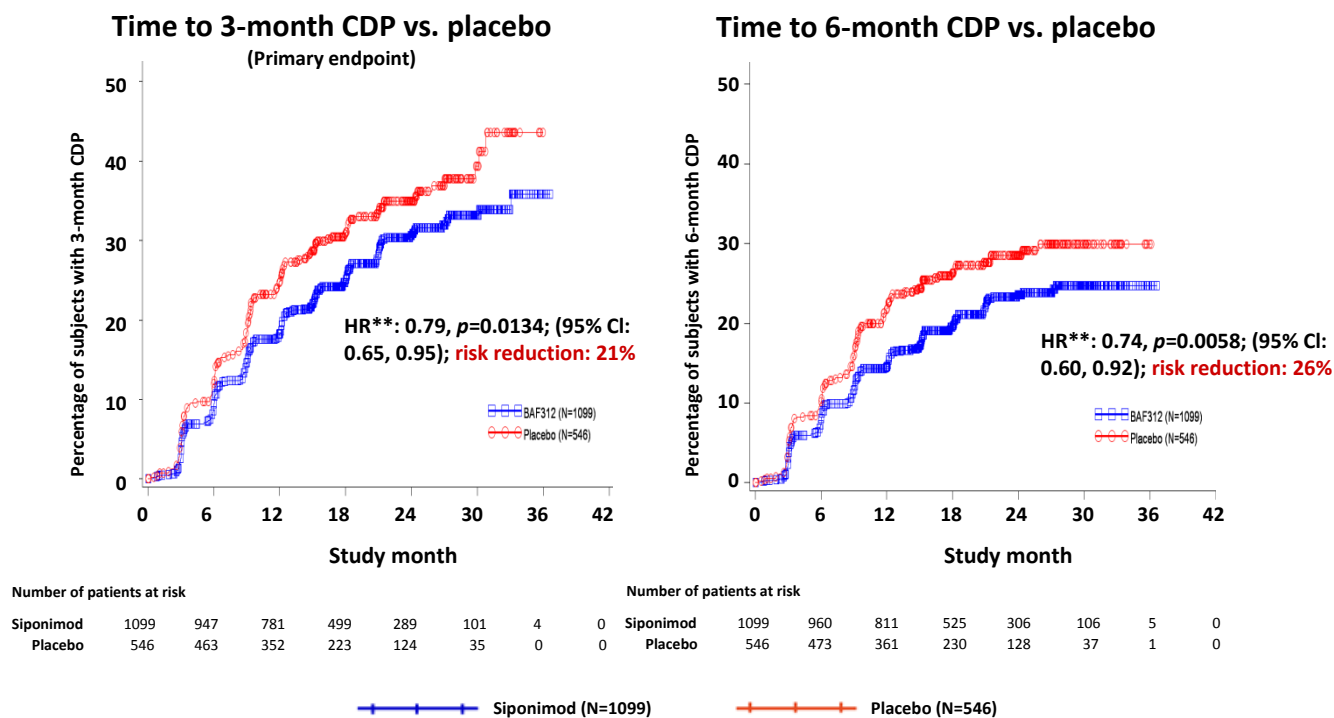 Time to 3-month CDP vs. placebo
(Primary endpoint)
Percentage of subjects with 3-month CDP
50
40
30
20
10
0
HR**: 0.79, p=0.0134; (95% CI:
0.65, 0.95); risk reduction: 21%
BAF312 (N=1099)
Placebo (N=546)
0 6 12 18 24 30 36 42
Study month
Time to 6-month CDP vs. placebo
Percentage of subjects with 6-month CDP
50
40
30
20
10
0
HR**: 0.74, p=0.0058; (95% CI:
0.60, 0.92); risk reduction: 26%
BAF312 (N=1099)
Placebo (N=546)
0 6 12 18 24 30 36 42
Study month
Number of patients at risk
Siponimod 1099 947 781 499 289 101 4 0
Placebo 546 463 352 223 124 35 0 0
Number of patients at risk
Siponimod 1099 960 811 525 306 106 5 0
Placebo 546 473 361 230 128 37 1 0
Siponimod (N=1099)
Placebo (N=546)